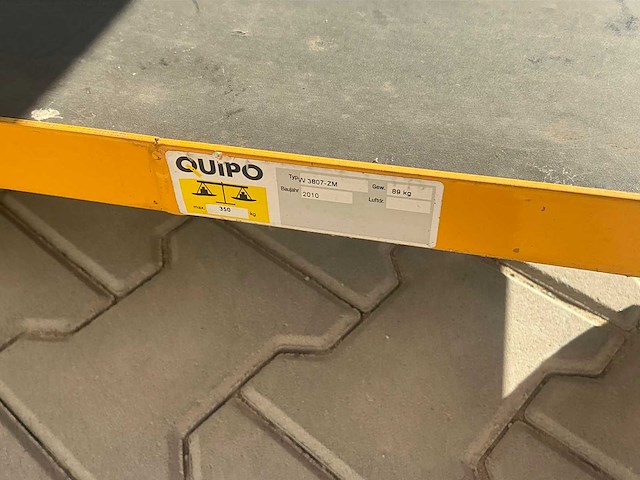 QUIPO
max. 350 kg
Typ VV 3807-ZM
Baujahr 2010
Gew. 89 kg
Luftdr.